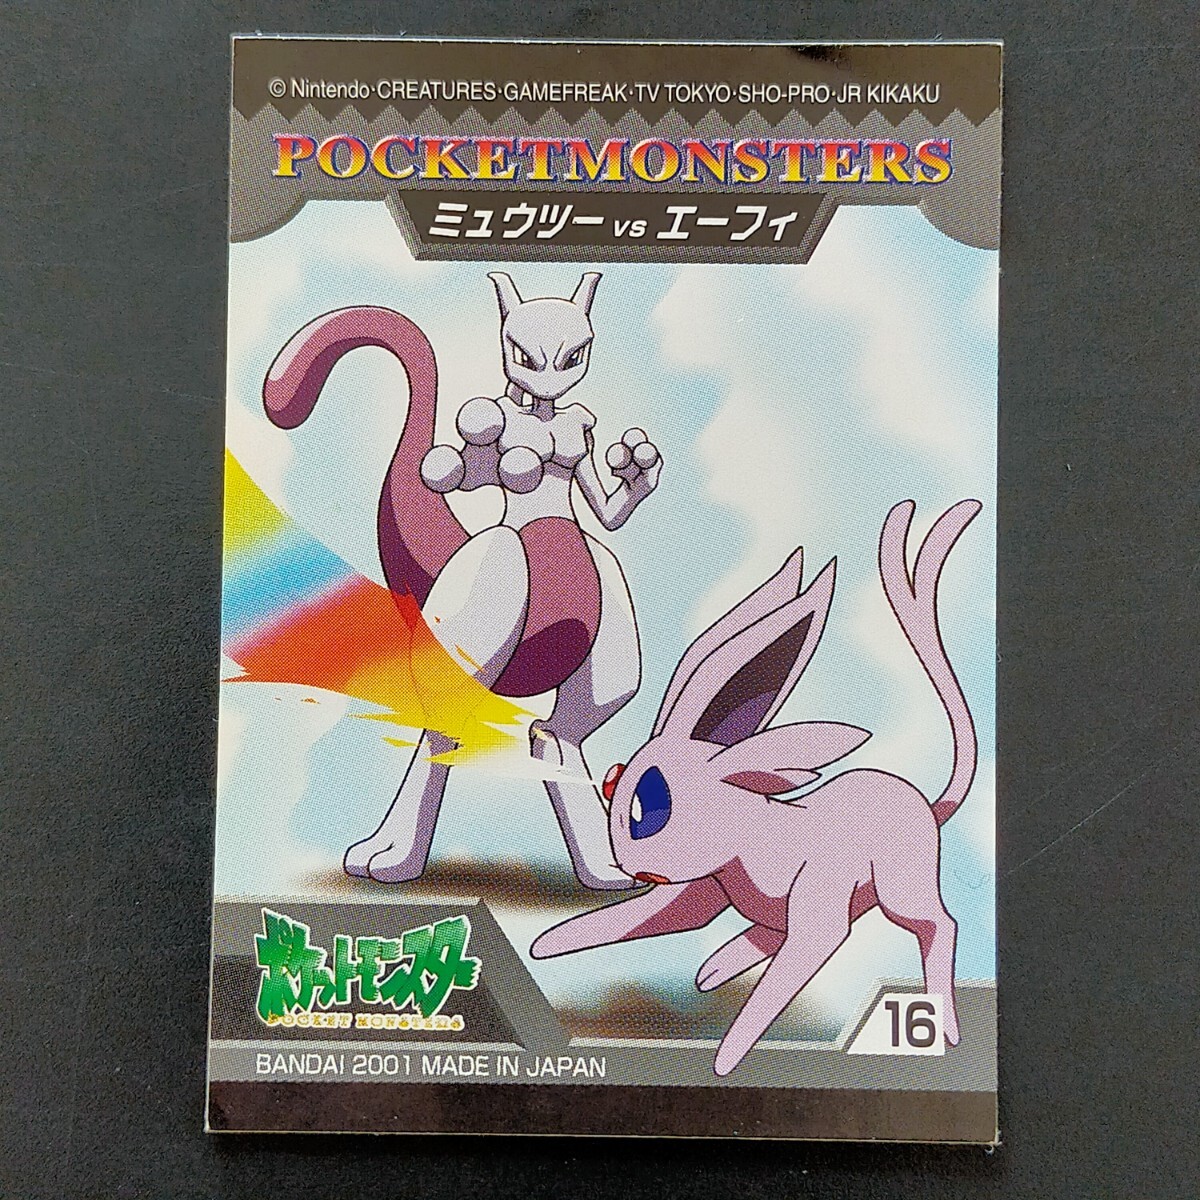 © Nintendo·CREATURES·GAMEFREAK·TV TOKYO·SHO-PRO·JR KIKAKU
POCKETMONSTERS
ミュウツー vs エーフィ
ポケットモンスター
POCKET MONSTERS
16
BANDAI 2001 MADE IN JAPAN